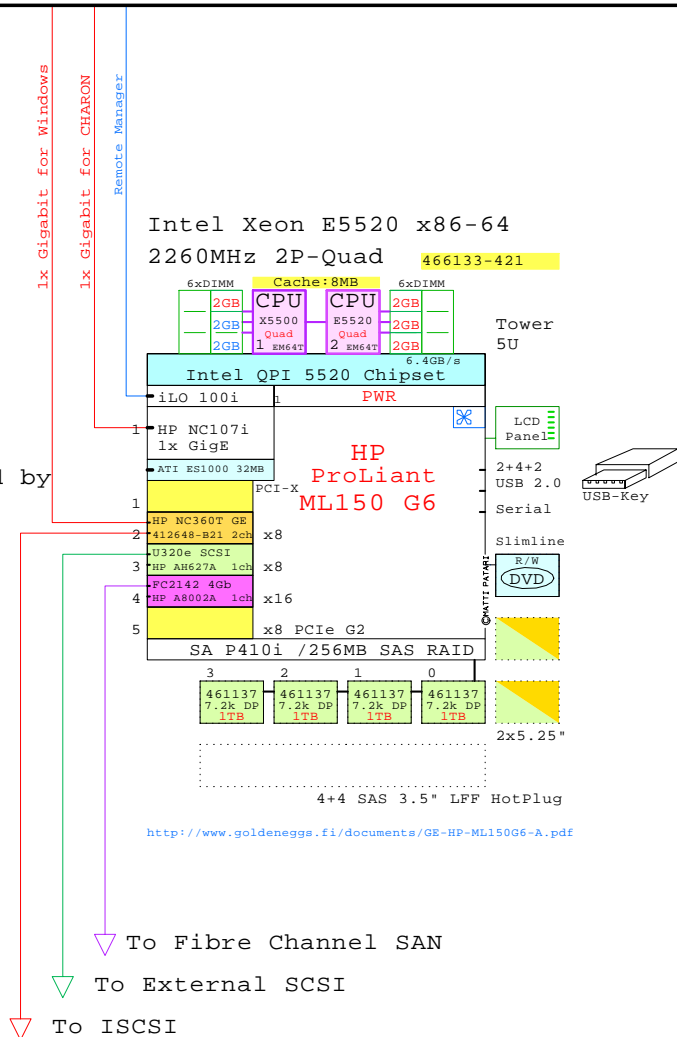 1x Gigabit for Windows
1x Gigabit for CHARON
Remote Manager
Intel Xeon E5520 x86-64
2260MHz 2P-Quad
466133-421
6xDIMM
Cache:8MB
6xDIMM
2GB
CPU
CPU
2GB
X5500
E5520
2GB
Quad
Quad
2GB
2GB
1 EM64T
2 EM64T
2GB
Tower
5U
6.4GB/s
Intel QPI 5520 Chipset
iLO 100i
1
PWR
1
HP NC107i
1x GigE
LCD
Panel
HP
ProLiant
ML150 G6
by
ATI ES1000 32MB
PCI-X
2+4+2
USB 2.0
USB-Key
Serial
1
HP NC360T GE
2
412648-B21 2ch
x8
U320e SCSI
3
HP AH627A 1ch
x8
FC2142 4Gb
4
HP A8002A 1ch
x16
5
x8 PCIe G2
Slimline
R/W
DVD
©MATTI PATARI
SA P410i /256MB SAS RAID
3 2 1 0
461137 461137 461137 461137
7.2k DP 7.2k DP 7.2k DP 7.2k DP
1TB 1TB 1TB 1TB
2x5.25"
4+4 SAS 3.5" LFF HotPlug
http://www.goldeneggs.fi/documents/GE-HP-ML150G6-A.pdf
To Fibre Channel SAN
To External SCSI
To ISCSI